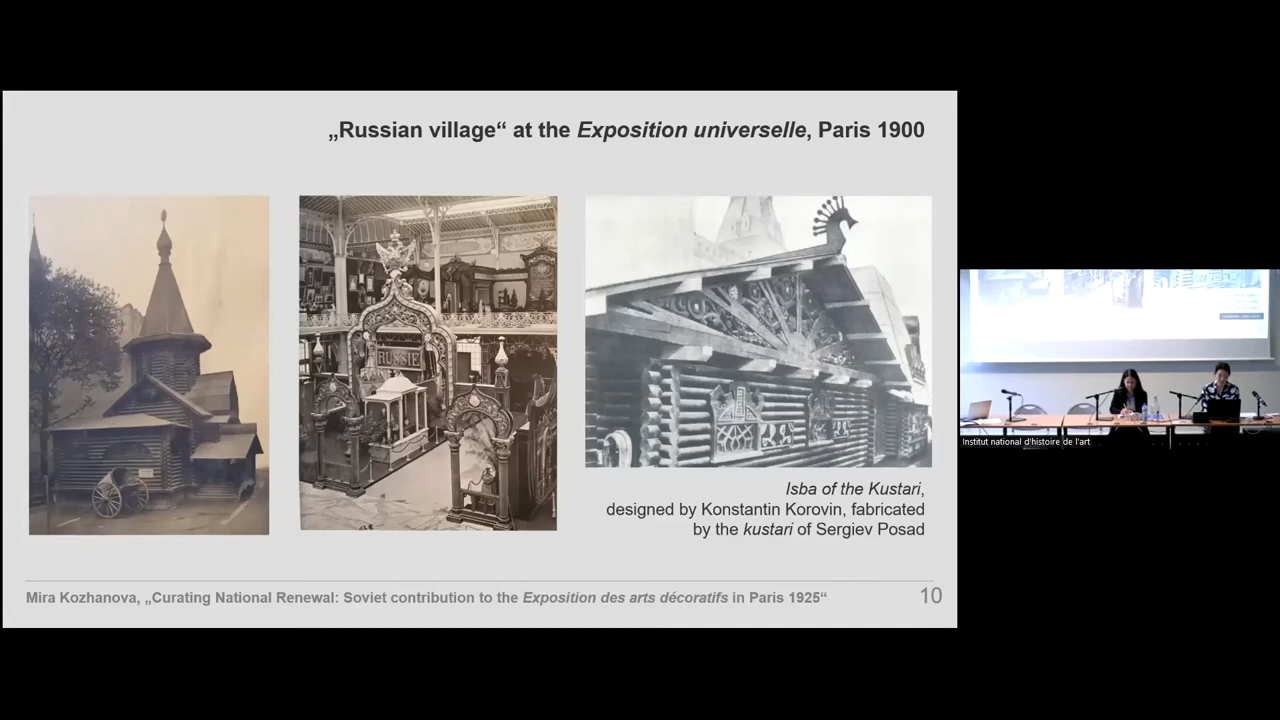 „Russian village“ at the Exposition universelle, Paris 1900
RUSSIE
Isba of the Kustari,
designed by Konstantin Korovin, fabricated
by the kustari of Sergiev Posad
Mira Kozhanova, „Curating National Renewal: Soviet contribution to the Exposition des arts décoratifs in Paris 1925“
10
Institut national d'histoire de l'art